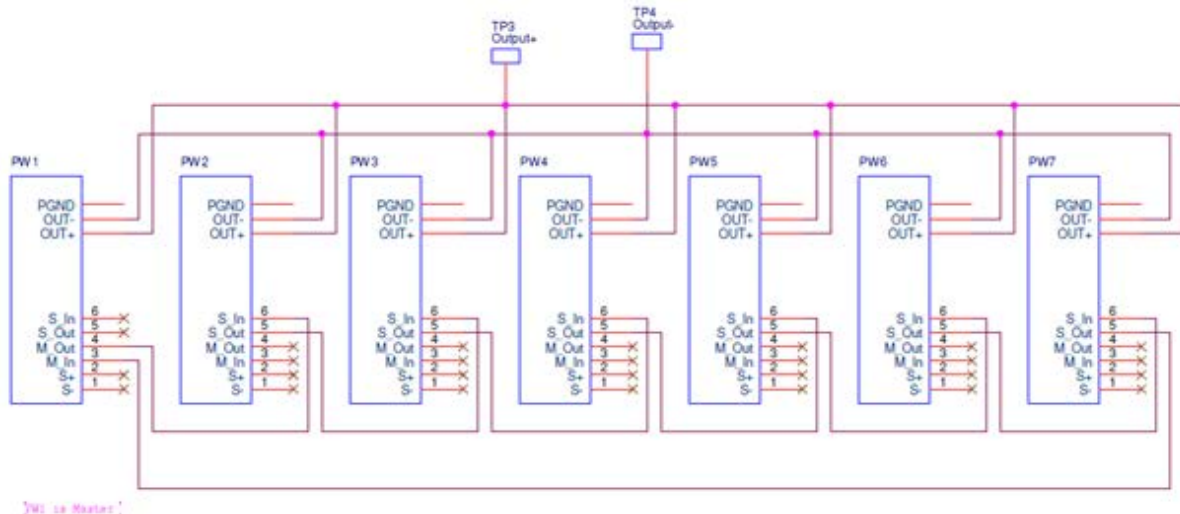 TP3
Output+
TP4
Output-
PW1
PW2
PW3
PW4
PW5
PW6
PW7
PGND
OUT-
OUT+
PGND
OUT-
OUT+
PGND
OUT-
OUT+
PGND
OUT-
OUT+
PGND
OUT-
OUT+
PGND
OUT-
OUT+
PGND
OUT-
OUT+
S_In 6
S_Out 5
M_Out 4
M_In 3
S+ 2
S- 1
S_In 6
S_Out 5
M_Out 4
M_In 3
S+ 2
S- 1
S_In 6
S_Out 5
M_Out 4
M_In 3
S+ 2
S- 1
S_In 6
S_Out 5
M_Out 4
M_In 3
S+ 2
S- 1
S_In 6
S_Out 5
M_Out 4
M_In 3
S+ 2
S- 1
S_In 6
S_Out 5
M_Out 4
M_In 3
S+ 2
S- 1
S_In 6
S_Out 5
M_Out 4
M_In 3
S+ 2
S- 1
"PW1 is Master"